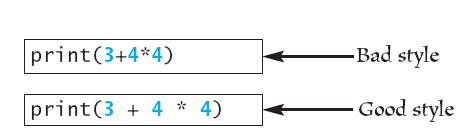 print(3+4*4) Bad style
print(3 + 4 * 4) Good style